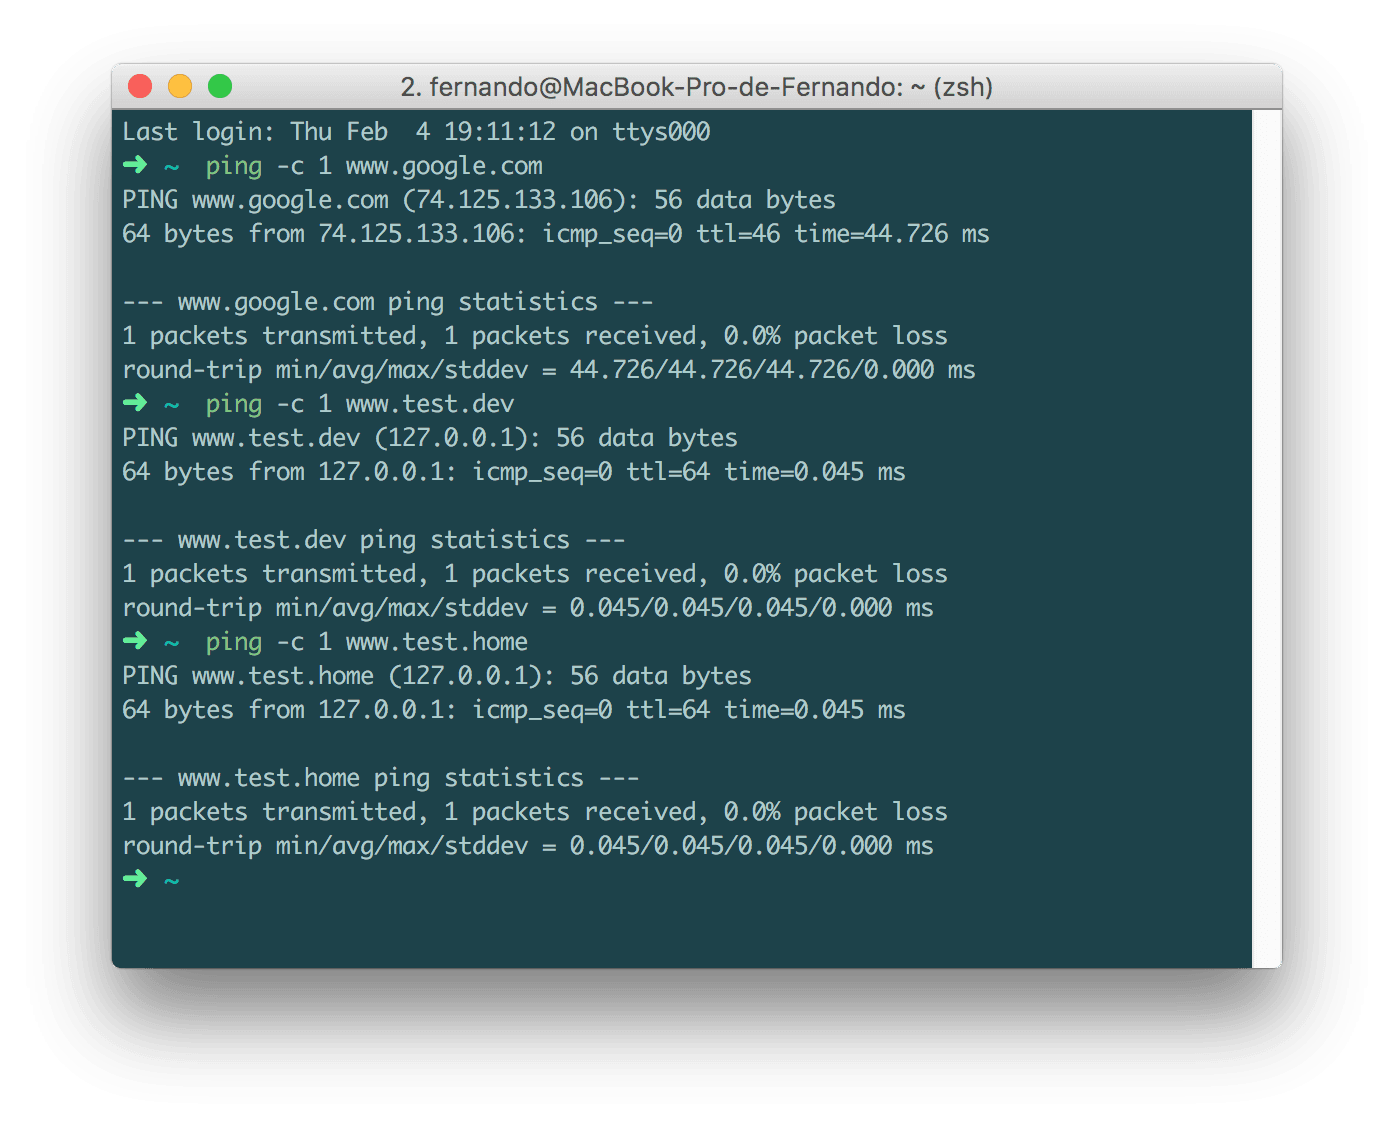 2. fernando@MacBook-Pro-de-Fernando: ~ (zsh)
Last login: Thu Feb  4 19:11:12 on ttys000
➜ ~  ping -c 1 www.google.com
PING www.google.com (74.125.133.106): 56 data bytes
64 bytes from 74.125.133.106: icmp_seq=0 ttl=46 time=44.726 ms

--- www.google.com ping statistics ---
1 packets transmitted, 1 packets received, 0.0% packet loss
round-trip min/avg/max/stddev = 44.726/44.726/44.726/0.000 ms
➜ ~  ping -c 1 www.test.dev
PING www.test.dev (127.0.0.1): 56 data bytes
64 bytes from 127.0.0.1: icmp_seq=0 ttl=64 time=0.045 ms

--- www.test.dev ping statistics ---
1 packets transmitted, 1 packets received, 0.0% packet loss
round-trip min/avg/max/stddev = 0.045/0.045/0.045/0.000 ms
➜ ~  ping -c 1 www.test.home
PING www.test.home (127.0.0.1): 56 data bytes
64 bytes from 127.0.0.1: icmp_seq=0 ttl=64 time=0.045 ms

--- www.test.home ping statistics ---
1 packets transmitted, 1 packets received, 0.0% packet loss
round-trip min/avg/max/stddev = 0.045/0.045/0.045/0.000 ms
➜ ~